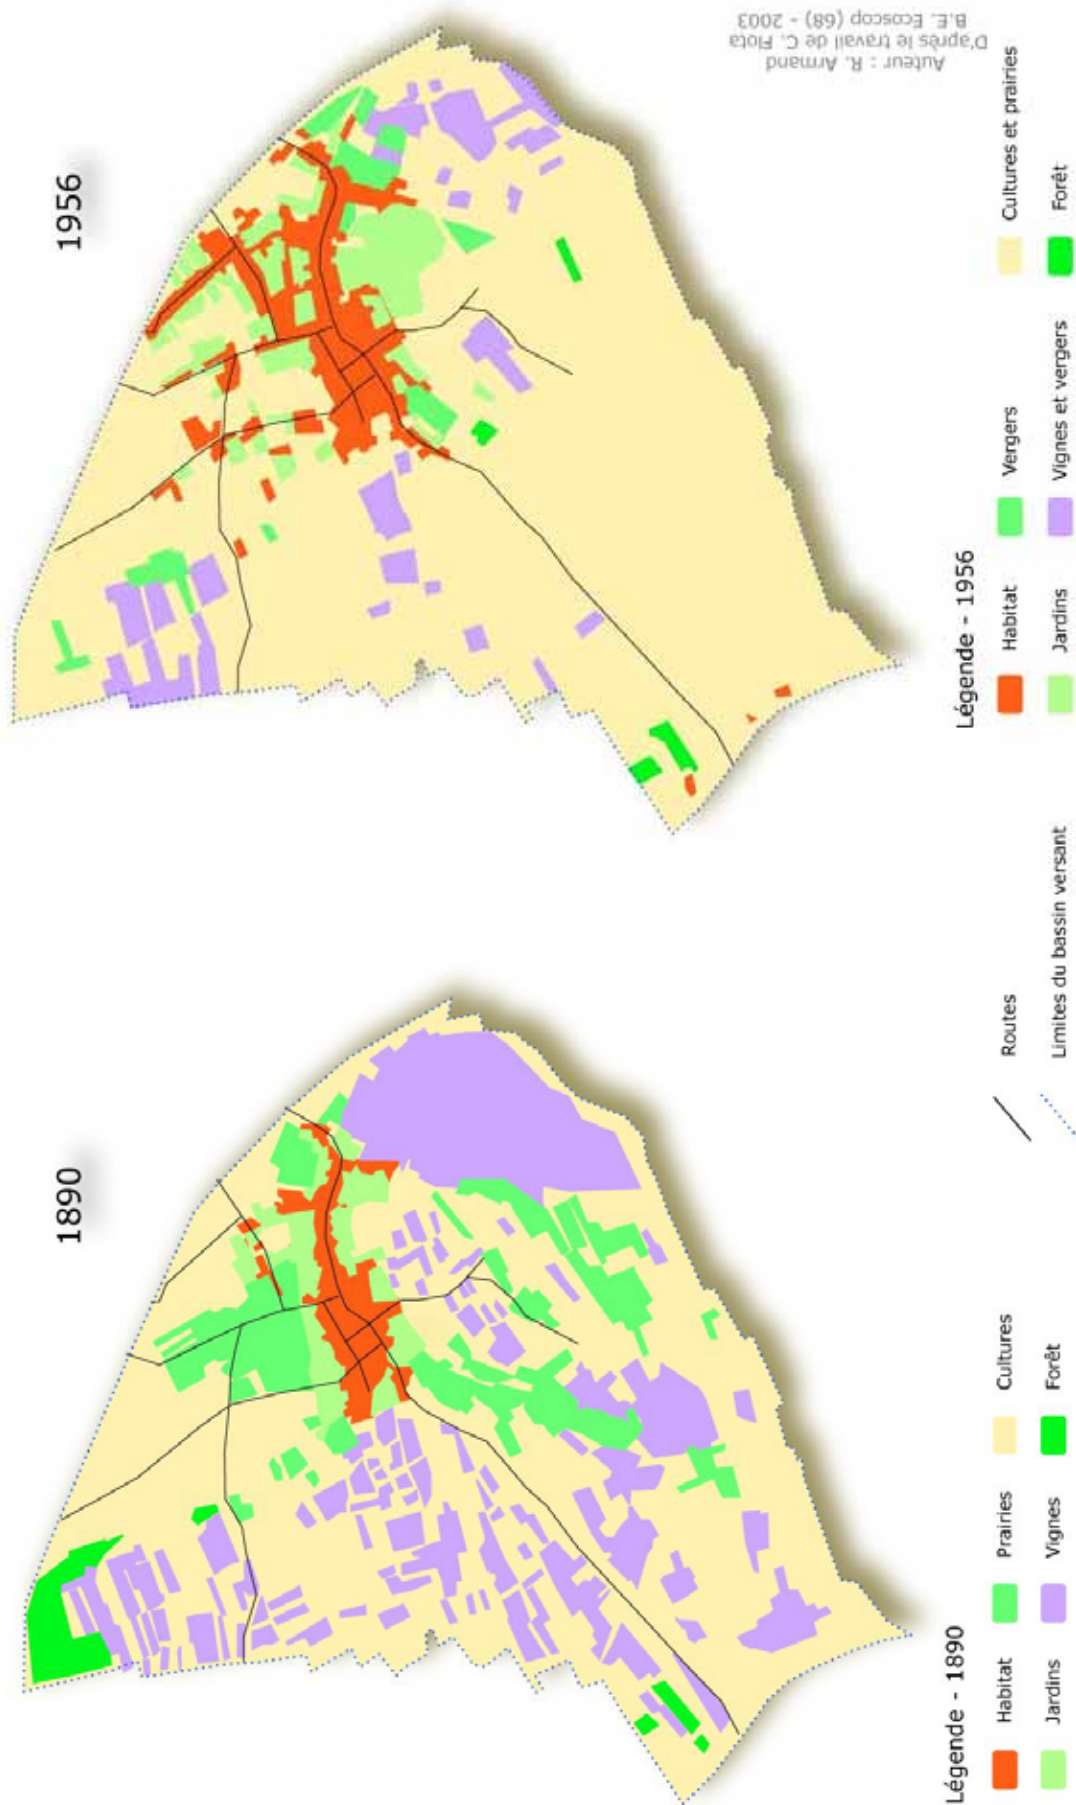 1890
1956
Légende - 1890
Habitat
Prairies
Cultures
Jardins
Vignes
Forêt
Routes
Limites du bassin versant
Légende - 1956
Habitat
Vergers
Cultures et prairies
Jardins
Vignes et vergers
Forêt
Auteur : R. Armand
D'après le travail de C. Flota
B.E. Ecoscop (68) - 2003